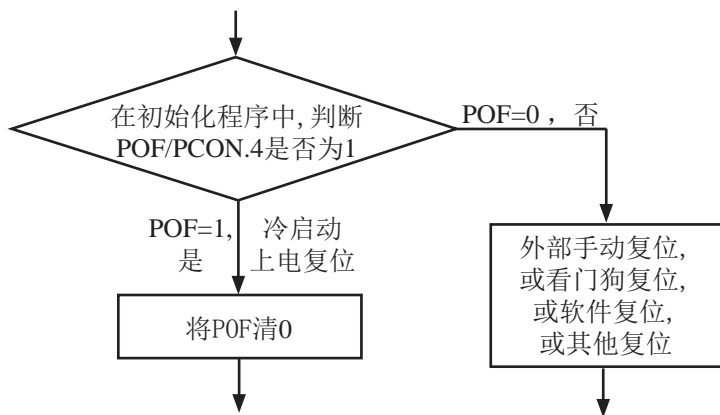 在初始化程序中,判断
POF/PCON.4是否为1
POF=0 ，否
POF=1,
是
冷启动
上电复位
将POF清0
外部手动复位,
或看门狗复位,
或软件复位,
或其他复位